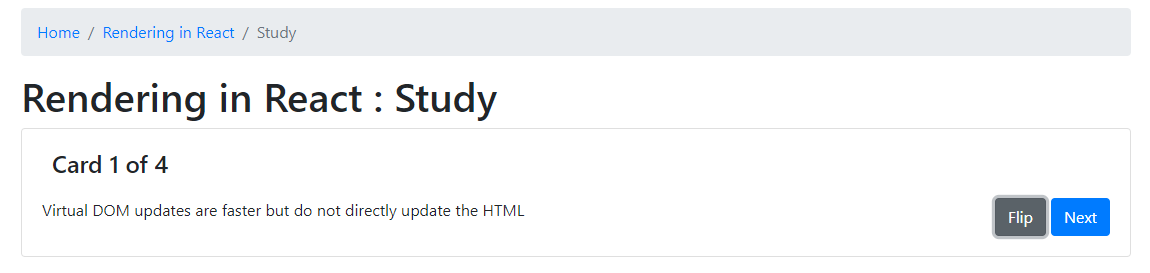 Home / Rendering in React / Study
Rendering in React : Study
Card 1 of 4
Virtual DOM updates are faster but do not directly update the HTML
Flip Next